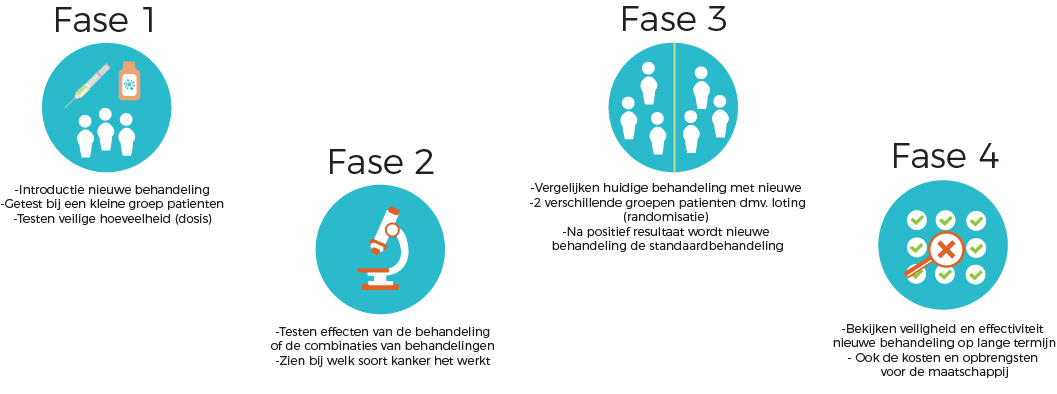 Fase 1
-Introductie nieuwe behandeling
-Getest bij een kleine groep patienten
-Testen veilige hoeveelheid (dosis)
Fase 2
-Testen effecten van de behandeling
of de combinaties van behandelingen
-Zien bij welk soort kanker het werkt
Fase 3
-Vergelijken huidige behandeling met nieuwe
-2 verschillende groepen patienten dmv. loting
(randomisatie)
-Na positief resultaat wordt nieuwe
behandeling de standaardbehandeling
Fase 4
-Bekijken veiligheid en effectiviteit
nieuwe behandeling op lange termijn
- Ook de kosten en opbrengsten
voor de maatschappij